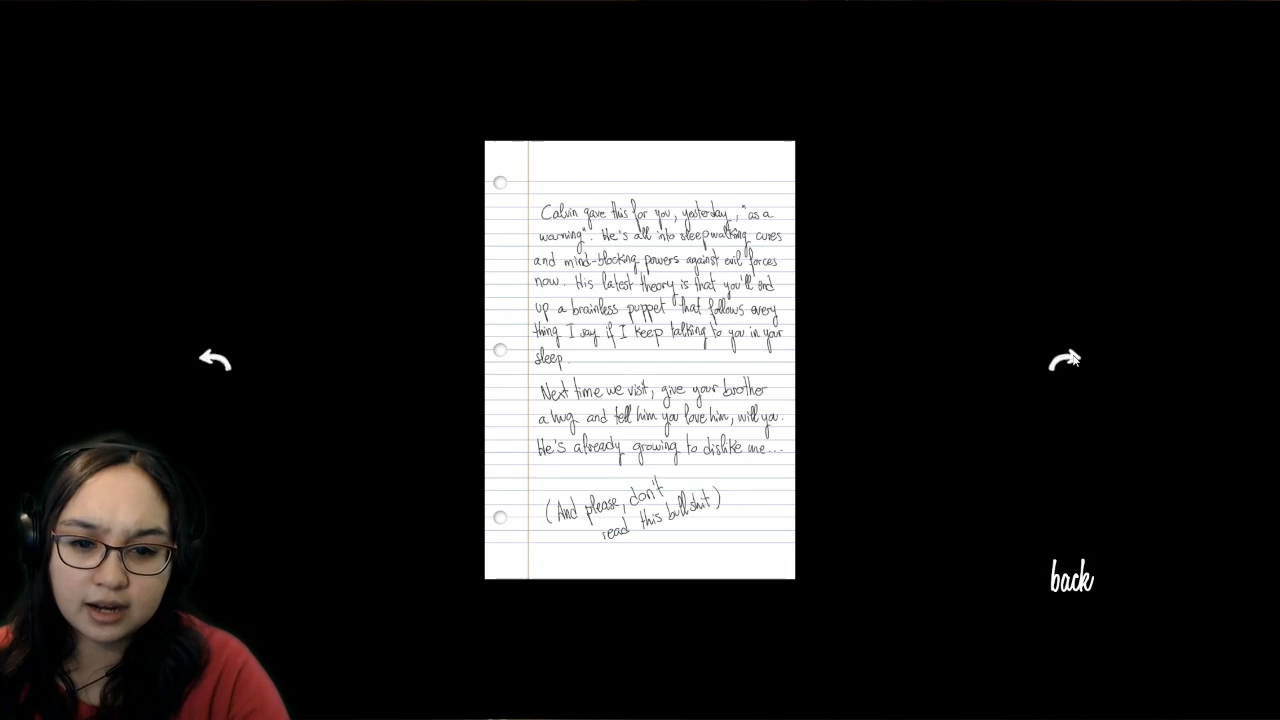 Calvin gave this for you, yesterday, "as a
warning". He's all into sleepwalking cures
and mind-blocking powers against evil forces
now. His latest theory is that you'll end
up a brainless puppet that follows every
thing I say if I keep talking to you in your
sleep.
Next time we visit, give your brother
a hug and tell him you love him, will you.
He's already growing to dislike me...
(And please, don't
read this bullshit)
back